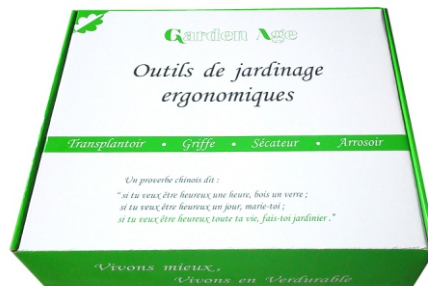 Garden Age
Outils de jardinage
ergonomiques
Transplantoir • Griffe • Sécateur • Arrosoir
Un proverbe chinois dit :
" si tu veux être heureux une heure, bois un verre ;
si tu veux être heureux un jour, marie-toi ;
si tu veux être heureux toute ta vie, fais-toi jardinier . "
Vivons mieux,
Vivons en Verdurable